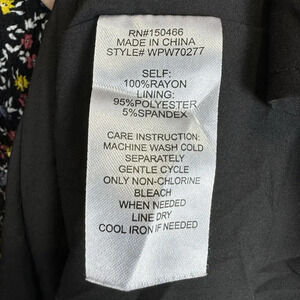 RN#150466
MADE IN CHINA
STYLE# WPW70277
SELF:
100%RAYON
LINING:
95%POLYESTER
5%SPANDEX
CARE INSTRUCTION:
MACHINE WASH COLD
SEPARATELY
GENTLE CYCLE
ONLY NON-CHLORINE
BLEACH
WHEN NEEDED
LINE DRY
COOL IRON IF NEEDED